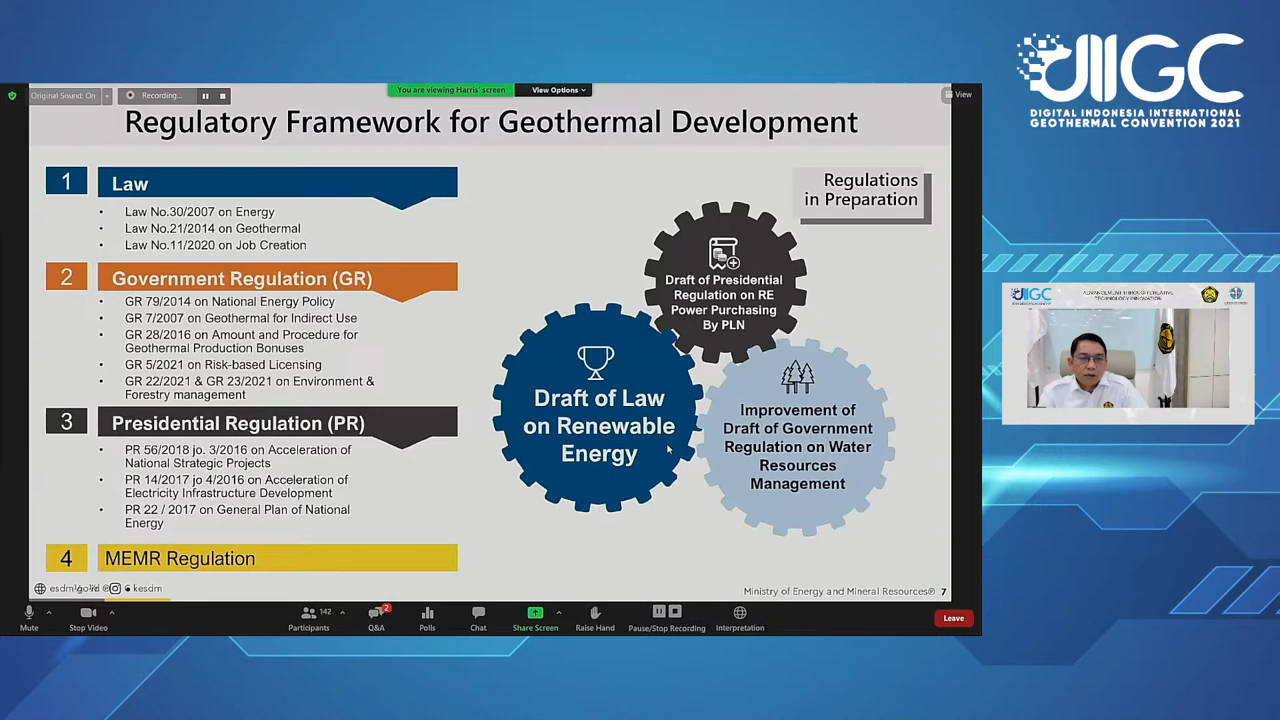 DIIGC
DIGITAL INDONESIA INTERNATIONAL
GEOTHERMAL CONVENTION 2021
Original Sound: On
Recording...
You are viewing Harris' screen
View Options
View
Regulatory Framework for Geothermal Development
1
Law
• Law No.30/2007 on Energy
• Law No.21/2014 on Geothermal
• Law No.11/2020 on Job Creation
2
Government Regulation (GR)
• GR 79/2014 on National Energy Policy
• GR 7/2007 on Geothermal for Indirect Use
• GR 28/2016 on Amount and Procedure for
Geothermal Production Bonuses
• GR 5/2021 on Risk-based Licensing
• GR 22/2021 & GR 23/2021 on Environment &
Forestry management
3
Presidential Regulation (PR)
• PR 56/2018 jo. 3/2016 on Acceleration of
National Strategic Projects
• PR 14/2017 jo 4/2016 on Acceleration of
Electricity Infrastructure Development
• PR 22 / 2017 on General Plan of National
Energy
4
MEMR Regulation
Regulations
in Preparation
Draft of Presidential
Regulation on RE
Power Purchasing
By PLN
Draft of Law
on Renewable
Energy
Improvement of
Draft of Government
Regulation on Water
Resources
Management
kesdm
Ministry of Energy and Mineral Resources® 7
DIIGC
ADVANCEMENT THROUGH CREATIVE
TECHNOLOGY INNOVATION
Mute
Stop Video
142
Participants
2
Q&A
Polls
Chat
Share Screen
Raise Hand
Pause/Stop Recording
Interpretation
Leave